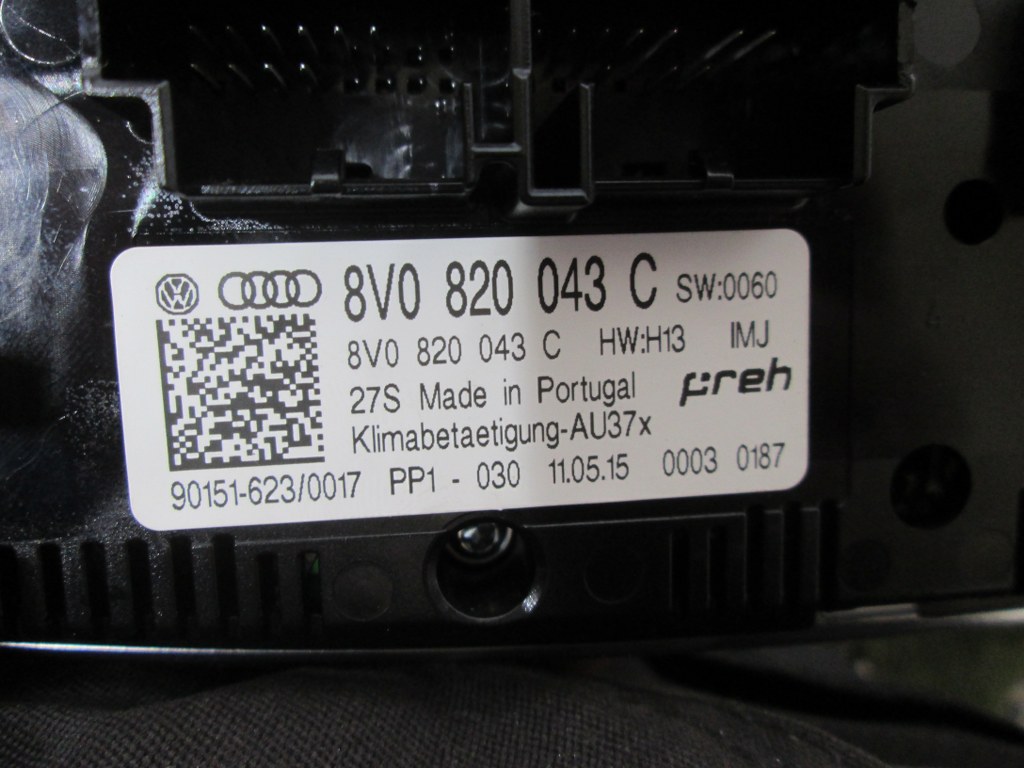 8V0 820 043 C SW:0060
8V0 820 043 C HW:H13 IMJ
27S Made in Portugal preh
Klimabetaetigung-AU37x
90151-623/0017 PP1 - 030 11.05.15 0003 0187